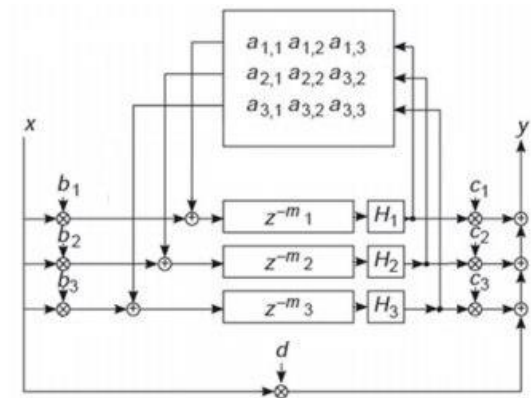 a1,1 a1,2 a1,3
a2,1 a2,2 a3,2
a3,1 a3,2 a3,3
x y
b1 c1
z^-m 1 H1
b2 c2
z^-m 2 H2
b3 c3
z^-m 3 H3
d